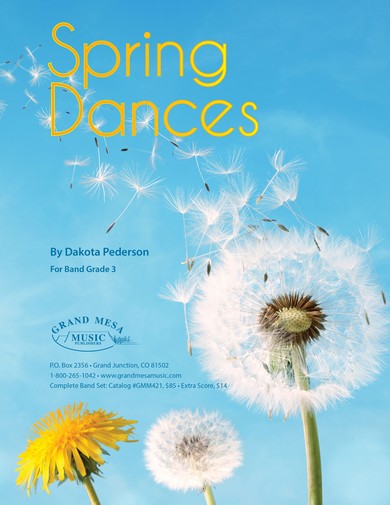 Spring
Dances
By Dakota Pederson
For Band Grade 3
GRAND MESA
MUSIC
PUBLISHERS
P.O. Box 2356 • Grand Junction, CO 81502
1-800-265-1042 • www.grandmesamusic.com
Complete Band Set: Catalog #GMM421, $85 • Extra Score, $14